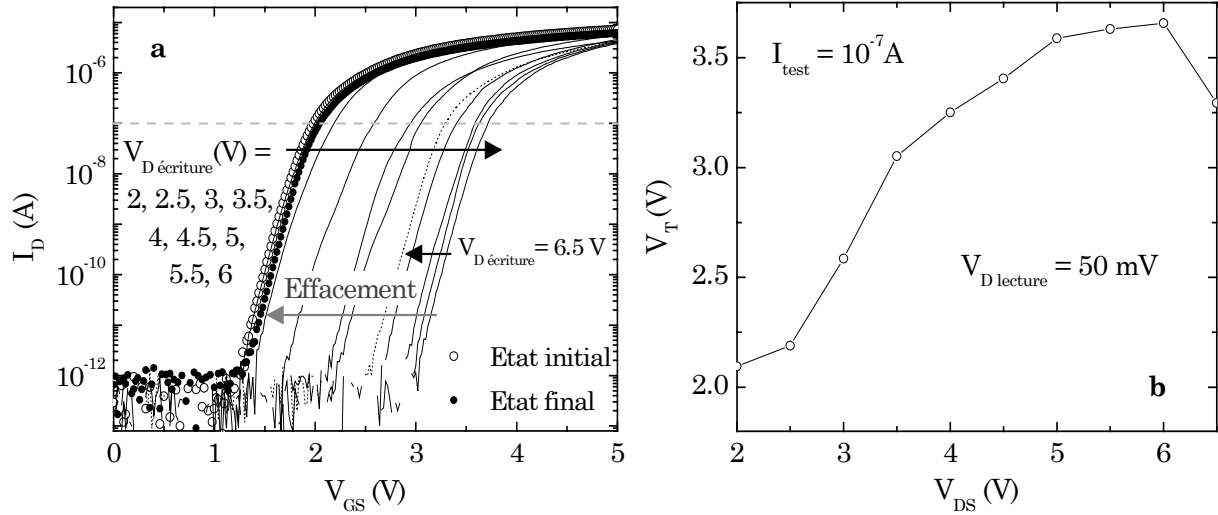 a
V_D écriture (V) =
2, 2.5, 3, 3.5,
4, 4.5, 5,
5.5, 6
V_D écriture = 6.5 V
Effacement
Etat initial
Etat final
I_D (A)
10^-6
10^-8
10^-10
10^-12
0 1 2 3 4 5
V_GS (V)
I_test = 10^-7A
V_D lecture = 50 mV
b
V_T (V)
3.5
3.0
2.5
2.0
2 3 4 5 6
V_DS (V)